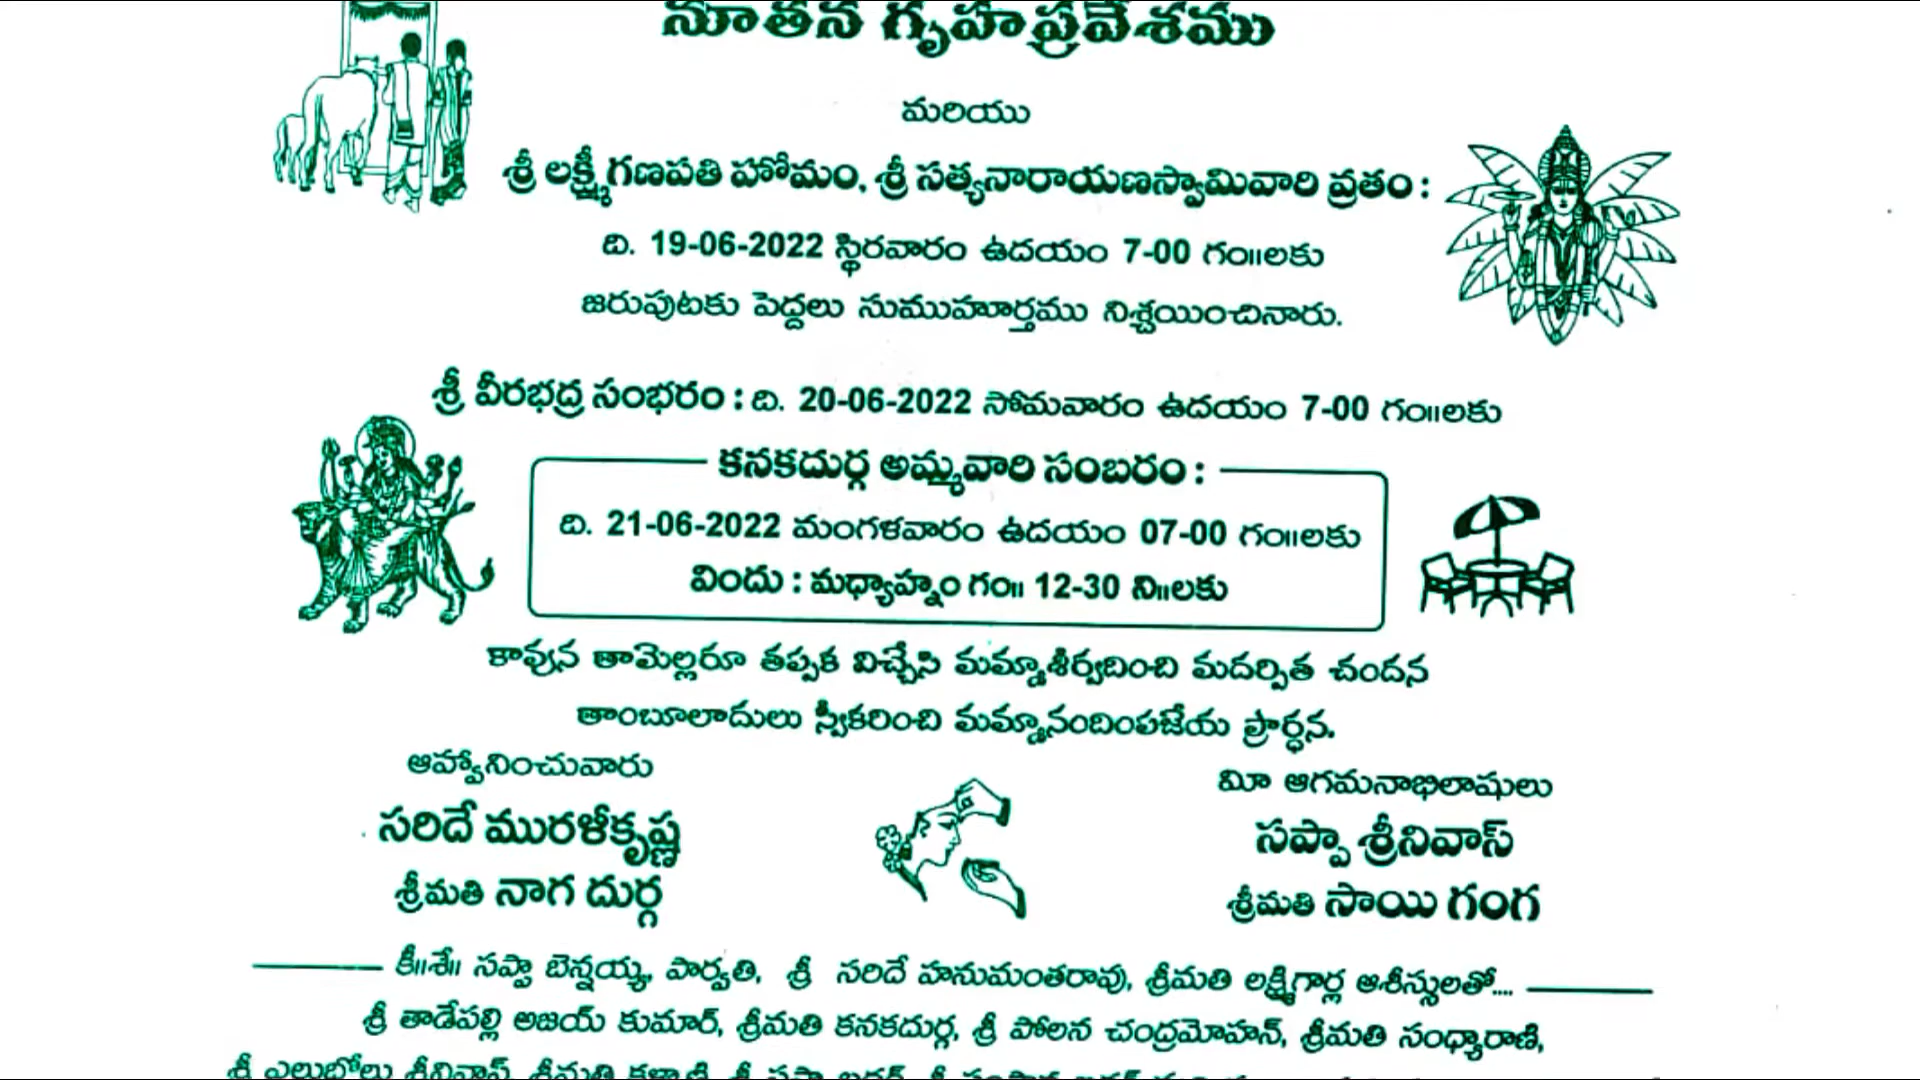 నూతన గృహప్రవేశము
మరియు
శ్రీ లక్ష్మీగణపతి హోమం, శ్రీ సత్యనారాయణస్వామివారి వ్రతం :
ది. 19-06-2022 స్థిరవారం ఉదయం 7-00 గం॥లకు
జరుపుటకు పెద్దలు సుముహూర్తము నిశ్చయించినారు.
శ్రీ వీరభద్ర సంభరం : ది. 20-06-2022 సోమవారం ఉదయం 7-00 గం॥లకు
కనకదుర్గ అమ్మవారి సంబరం :
ది. 21-06-2022 మంగళవారం ఉదయం 07-00 గం॥లకు
విందు : మధ్యాహ్నం గం॥ 12-30 ని॥లకు
కావున తామెల్లరూ తప్పక విచ్చేసి మమ్మాశీర్వదించి మదర్పిత చందన
తాంబూలాదులు స్వీకరించి మమ్మానందింపజేయ ప్రార్ధన.
ఆహ్వానించువారు
సరిదే మురళీకృష్ణ
శ్రీమతి నాగ దుర్గ
మీ ఆగమనాభిలాషులు
సప్పా శ్రీనివాస్
శ్రీమతి సాయి గంగ
కీ॥శే॥ సప్పా బెన్నయ్య, పార్వతి, శ్రీ సరిదే హనుమంతరావు, శ్రీమతి లక్ష్మిగార్ల ఆశీస్సులతో....
శ్రీ తాడేపల్లి అజయ్ కుమార్, శ్రీమతి కనకదుర్గ, శ్రీ పోలన చంద్రమోహన్, శ్రీమతి సంధ్యారాణి,
శ్రీ ఎలుబోలు శ్రీనివాస్, శ్రీమతి